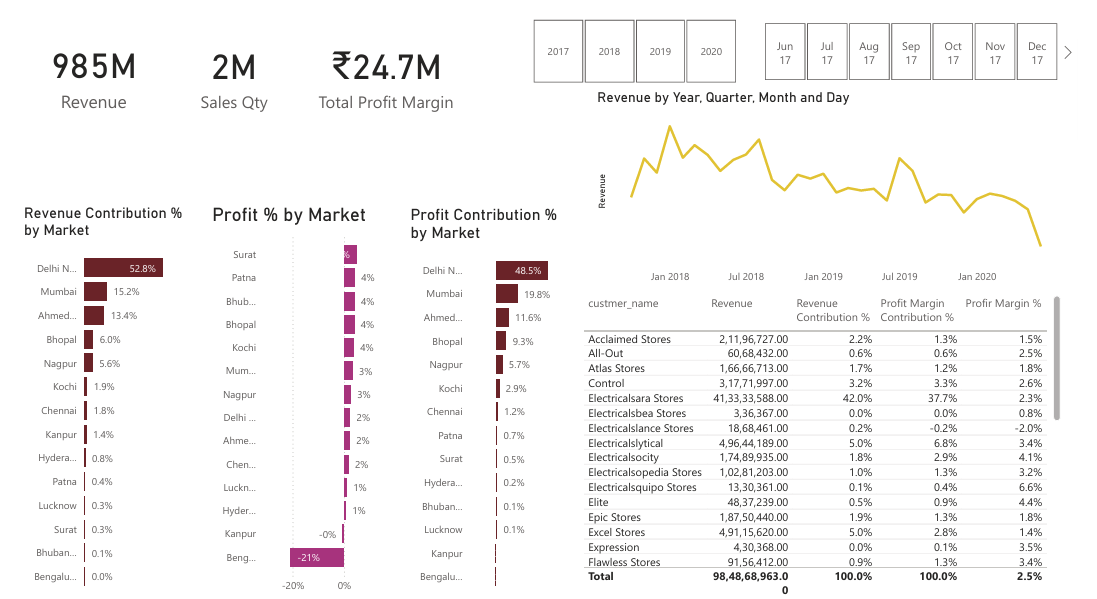 985M
Revenue
2M
Sales Qty
₹24.7M
Total Profit Margin
2017 2018 2019 2020
Jun 17 Jul 17 Aug 17 Sep 17 Oct 17 Nov 17 Dec 17
Revenue by Year, Quarter, Month and Day
Revenue
Jan 2018 Jul 2018 Jan 2019 Jul 2019 Jan 2020
Revenue Contribution %
by Market
Delhi N... 52.8%
Mumbai 15.2%
Ahmed... 13.4%
Bhopal 6.0%
Nagpur 5.6%
Kochi 1.9%
Chennai 1.8%
Kanpur 1.4%
Hydera... 0.8%
Patna 0.4%
Lucknow 0.3%
Surat 0.3%
Bhuban... 0.1%
Bengalu... 0.0%
Profit % by Market
Surat %
Patna 4%
Bhub... 4%
Bhopal 4%
Kochi 4%
Mum... 3%
Nagpur 3%
Delhi ... 2%
Ahme... 2%
Chen... 2%
Luckn... 1%
Hyder... 1%
Kanpur -0%
Beng... -21%
-20% 0%
Profit Contribution %
by Market
Delhi N... 48.5%
Mumbai 19.8%
Ahmed... 11.6%
Bhopal 9.3%
Nagpur 5.7%
Kochi 2.9%
Chennai 1.2%
Patna 0.7%
Surat 0.5%
Hydera... 0.2%
Bhuban... 0.1%
Lucknow 0.1%
Kanpur
Bengalu...
custmer_name Revenue Revenue Contribution % Profit Margin Contribution % Profir Margin %
Acclaimed Stores 2,11,96,727.00 2.2% 1.3% 1.5%
All-Out 60,68,432.00 0.6% 0.6% 2.5%
Atlas Stores 1,66,66,713.00 1.7% 1.2% 1.8%
Control 3,17,71,997.00 3.2% 3.3% 2.6%
Electricalsara Stores 41,33,33,588.00 42.0% 37.7% 2.3%
Electricalsbea Stores 3,36,367.00 0.0% 0.0% 0.8%
Electricalslance Stores 18,68,461.00 0.2% -0.2% -2.0%
Electricalslytical 4,96,44,189.00 5.0% 6.8% 3.4%
Electricalsocity 1,74,89,935.00 1.8% 2.9% 4.1%
Electricalsopedia Stores 1,02,81,203.00 1.0% 1.3% 3.2%
Electricalsquipo Stores 13,30,361.00 0.1% 0.4% 6.6%
Elite 48,37,239.00 0.5% 0.9% 4.4%
Epic Stores 1,87,50,440.00 1.9% 1.3% 1.8%
Excel Stores 4,91,15,620.00 5.0% 2.8% 1.4%
Expression 4,30,368.00 0.0% 0.1% 3.5%
Flawless Stores 91,56,412.00 0.9% 1.3% 3.4%
Total 98,48,68,963.0 100.0% 100.0% 2.5%
0